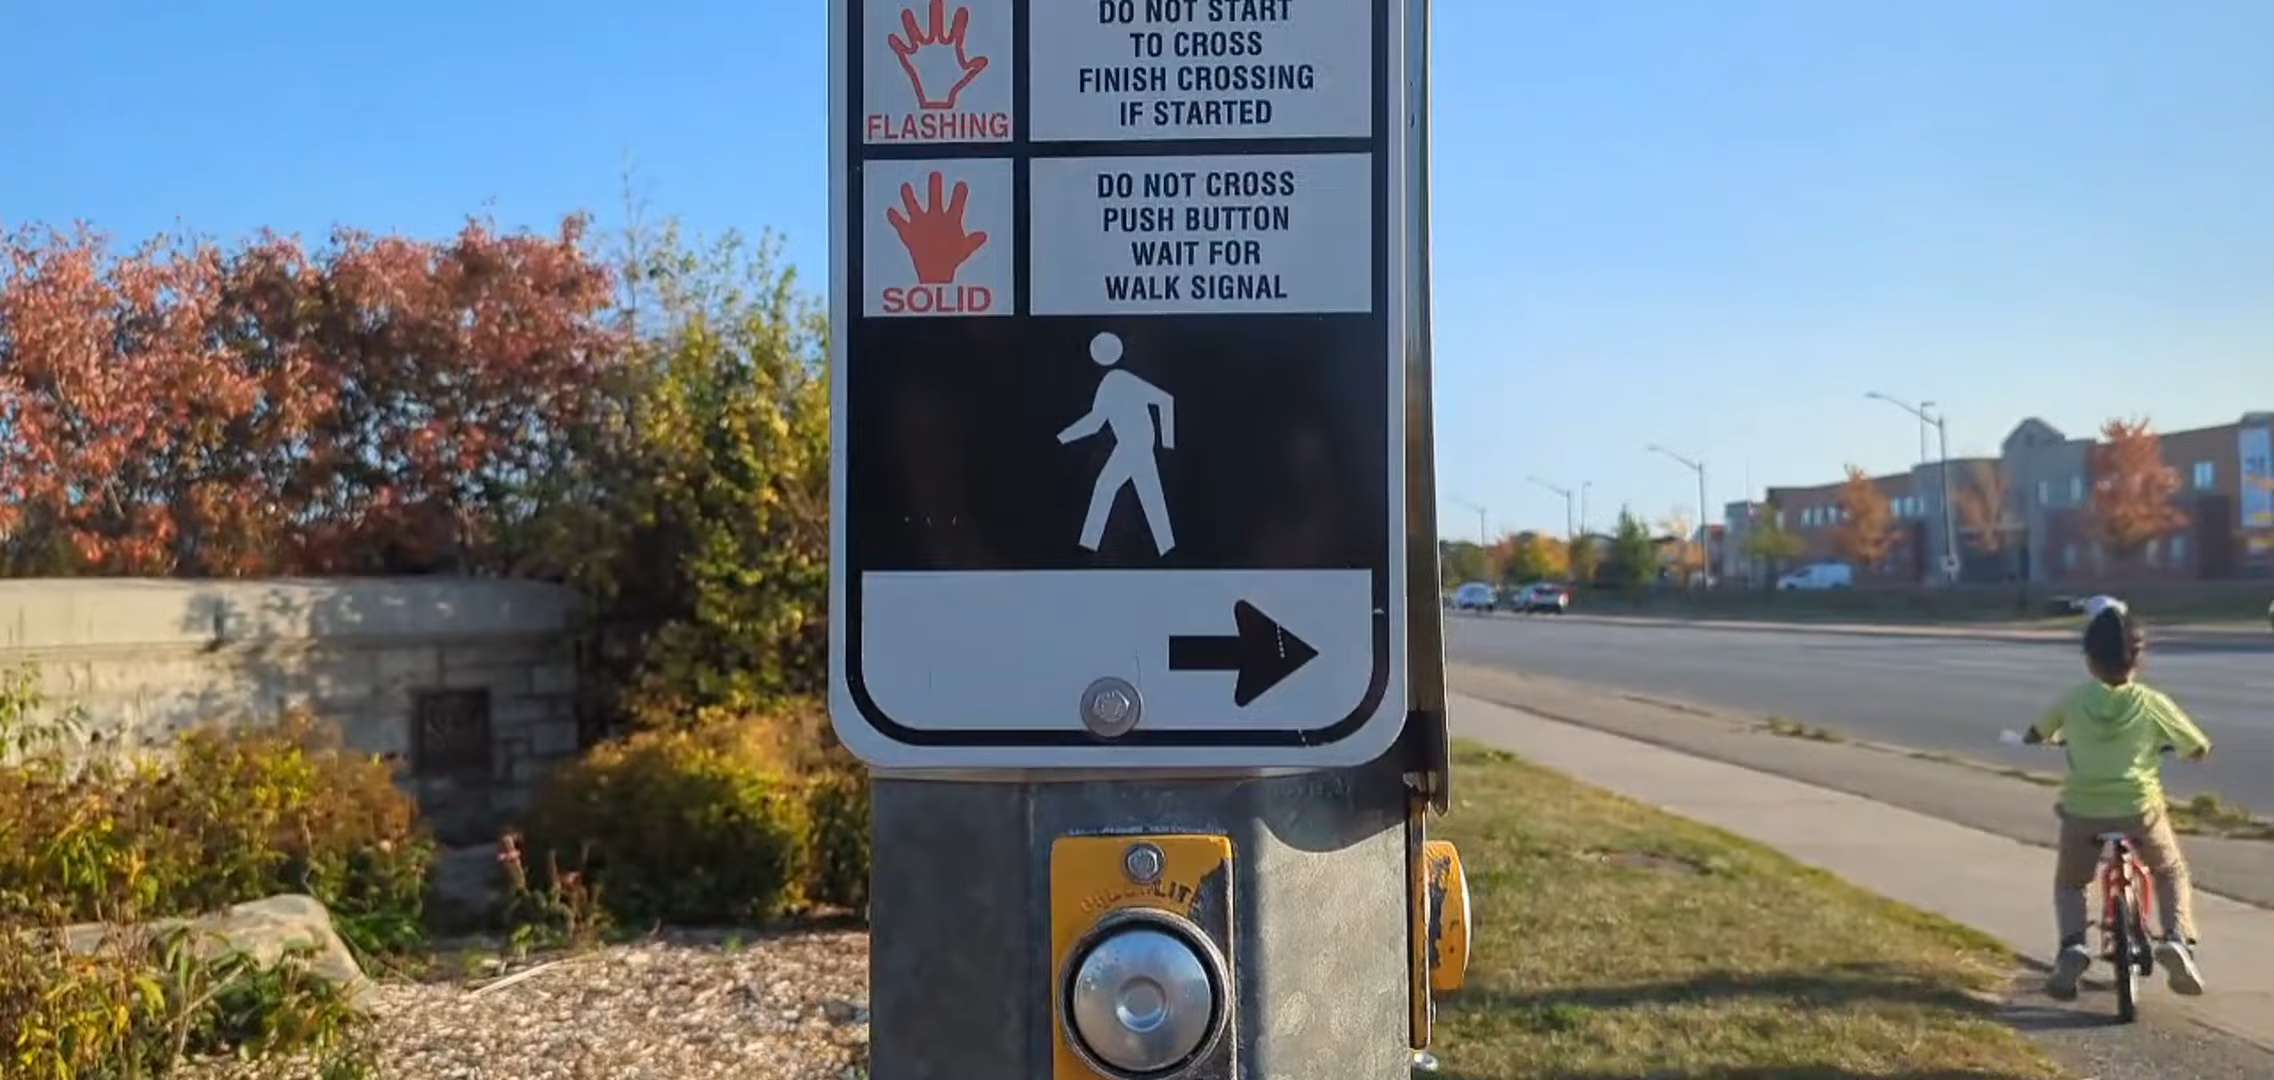 DO NOT START
TO CROSS
FINISH CROSSING
IF STARTED
FLASHING
DO NOT CROSS
PUSH BUTTON
WAIT FOR
WALK SIGNAL
SOLID